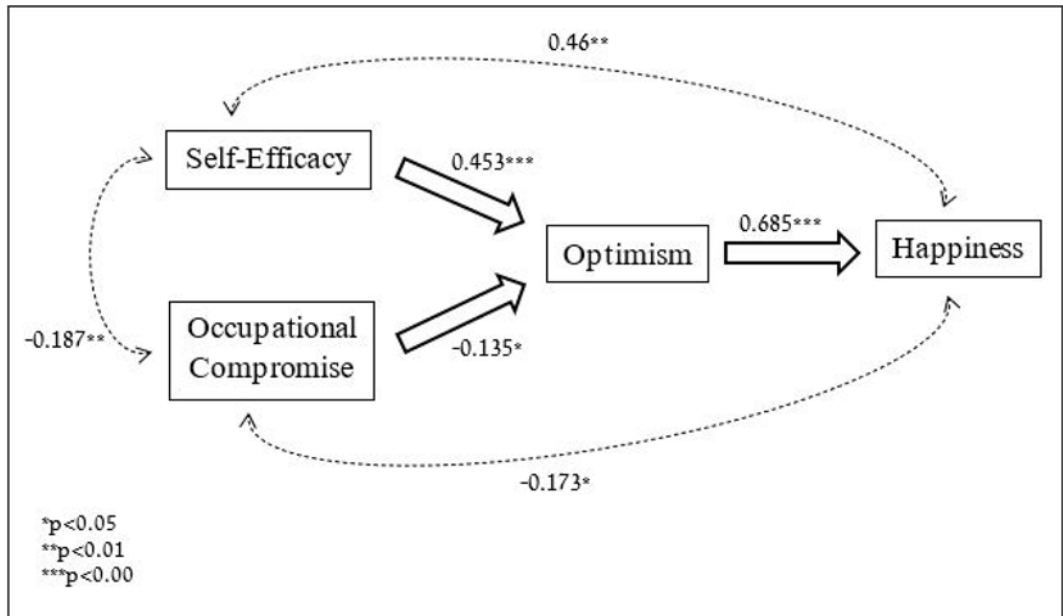 0.46**
Self-Efficacy
0.453***
0.685***
Optimism
Happiness
-0.187**
Occupational
Compromise
-0.135*
-0.173*
*p<0.05
**p<0.01
***p<0.00